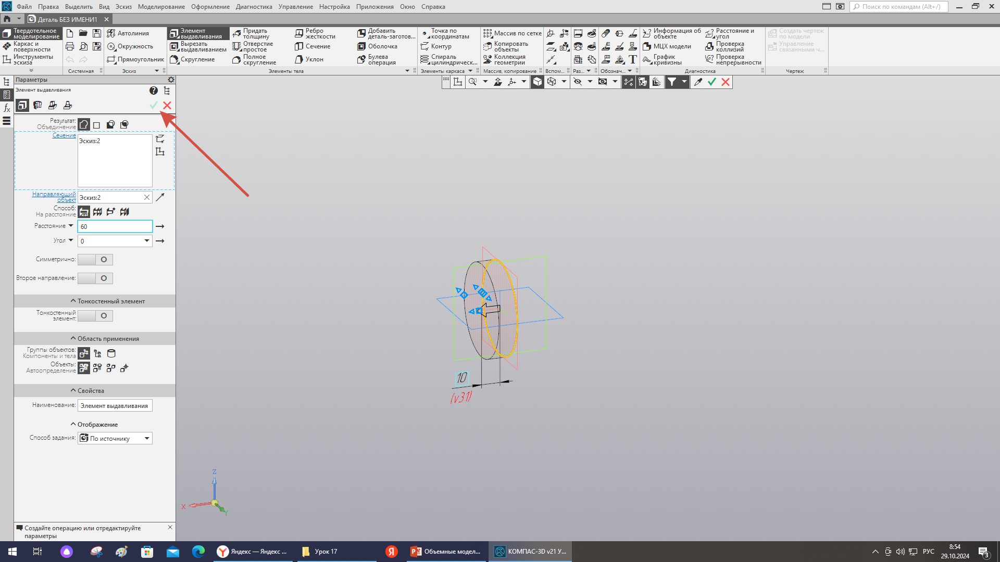 Файл Правка Выделить Вид Эскиз Моделирование Оформление Диагностика Управление Настройка Приложения Окно Справка
Поиск по командам (Alt+/)
Деталь БЕЗ ИМЕНИ1
Твердотельное моделирование
Каркас и поверхности
Инструменты эскиза
Системная
Автолиния
Окружность
Прямоугольник
Эскиз
Элемент выдавливания
Вырезать выдавливанием
Скругление
Придать толщину
Отверстие простое
Полное скругление
Ребро жесткости
Сечение
Уклон
Добавить деталь-заготов...
Оболочка
Булева операция
Элементы тела
Точка по координатам
Контур
Спираль цилиндрическ...
Элементы каркаса
Массив по сетке
Копировать объекты
Коллекция геометрии
Массив, копирование
Вспом...
Раз...
Обознач...
Информация об объекте
МЦХ модели
График кривизны
Расстояние и угол
Проверка коллизий
Проверка непрерывности
Диагностика
Создать чертеж по модели
Управление связанными ч...
Чертеж
Параметры
Элемент выдавливания
Результат:
Объединение
Сечение
Эскиз:2
Направляющий объект
Эскиз:2
Способ:
На расстояние
Расстояние
60
Угол
0
Симметрично:
Второе направление:
Тонкостенный элемент
Тонкостенный элемент:
Область применения
Группы объектов:
Компоненты и тела
Объекты:
Автоопределение
Свойства
Наименование:
Элемент выдавливания
Отображение
Способ задания:
По источнику
Создайте операцию или отредактируйте параметры
10
(v31)
Z
X
Y
Яндекс — Яндекс ...
Урок 17
Объемные модел...
КОМПАС-3D v21 У...
РУС
8:54
29.10.2024
3